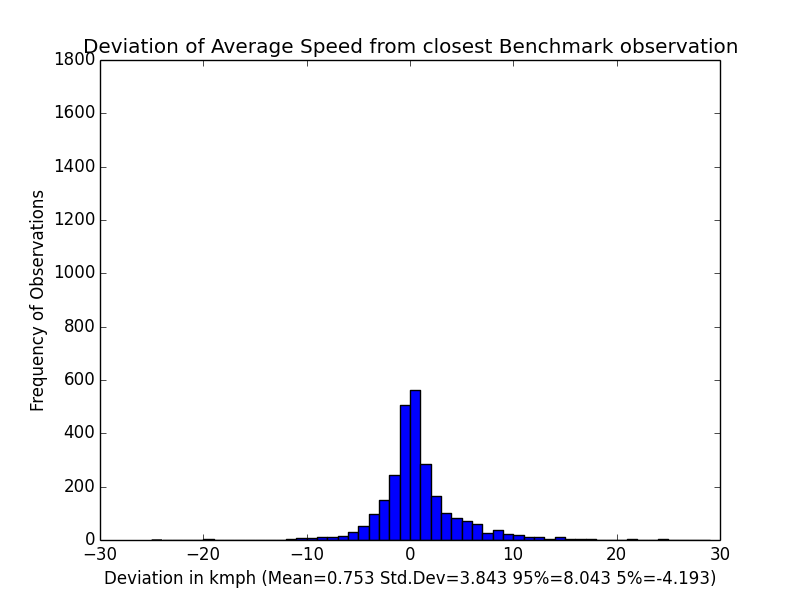 Deviation of Average Speed from closest Benchmark observation
1800
1600
1400
1200
1000
800
600
400
200
0
Frequency of Observations
−30 −20 −10 0 10 20 30
Deviation in kmph (Mean=0.753 Std.Dev=3.843 95%=8.043 5%=-4.193)